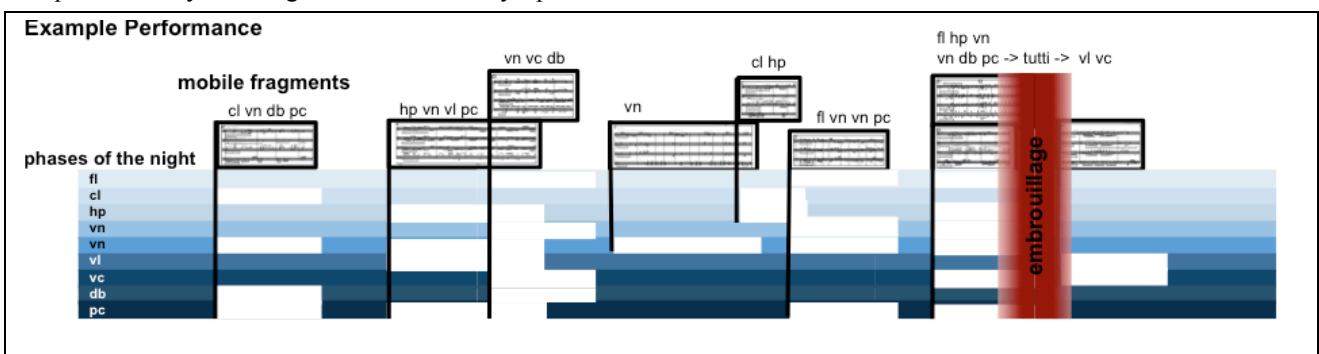 Example Performance
fl hp vn
vn vc db
cl hp
vn db pc -> tutti -> vl vc
mobile fragments
cl vn db pc
hp vn vl pc
vn
fl vn vn pc
phases of the night
embrouillage
fl
cl
hp
vn
vn
vl
vc
db
pc